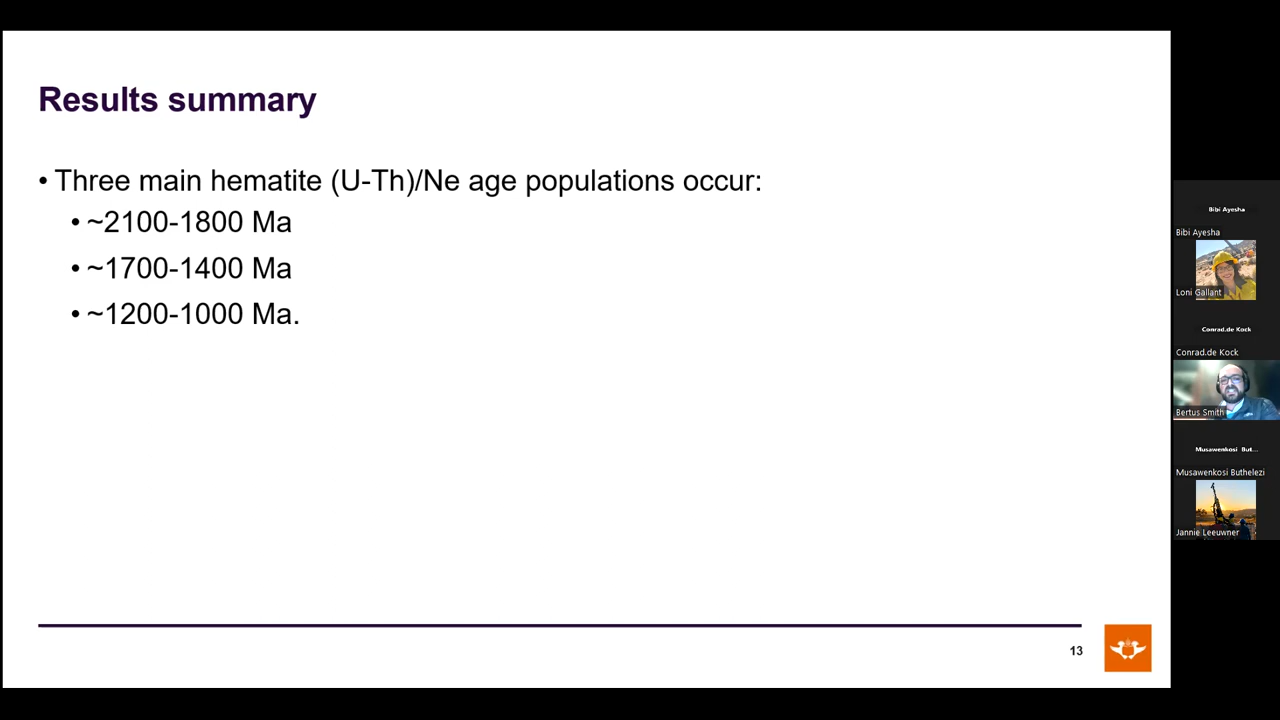 Results summary
• Three main hematite (U-Th)/Ne age populations occur:
• ~2100-1800 Ma
• ~1700-1400 Ma
• ~1200-1000 Ma.
13
Bibi Ayesha
Bibi Ayesha
Loni Gallant
Conrad.de Kock
Conrad.de Kock
Bertus Smith
Musawenkosi But...
Musawenkosi Buthelezi
Jannie Leeuwner